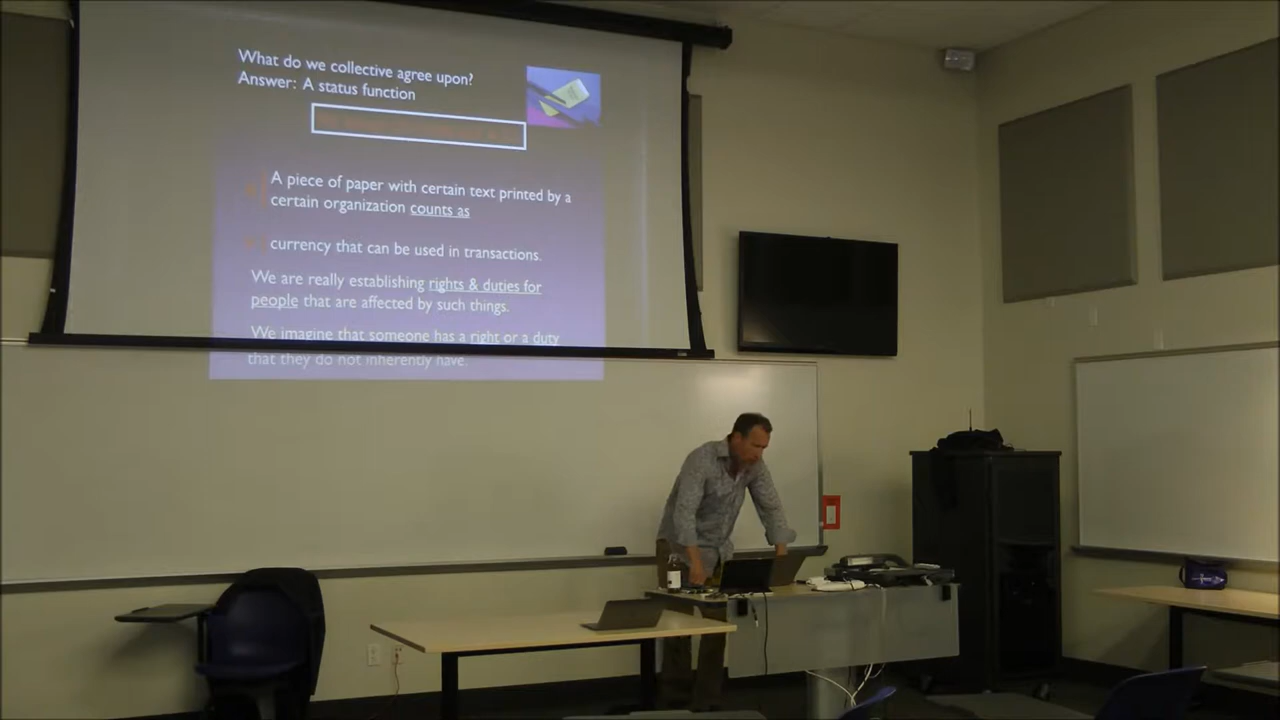 What do we collective agree upon?
Answer: A status function
A piece of paper with certain text printed by a
certain organization counts as
currency that can be used in transactions.
We are really establishing rights & duties for
people that are affected by such things.
We imagine that someone has a right or a duty
that they do not inherently have.